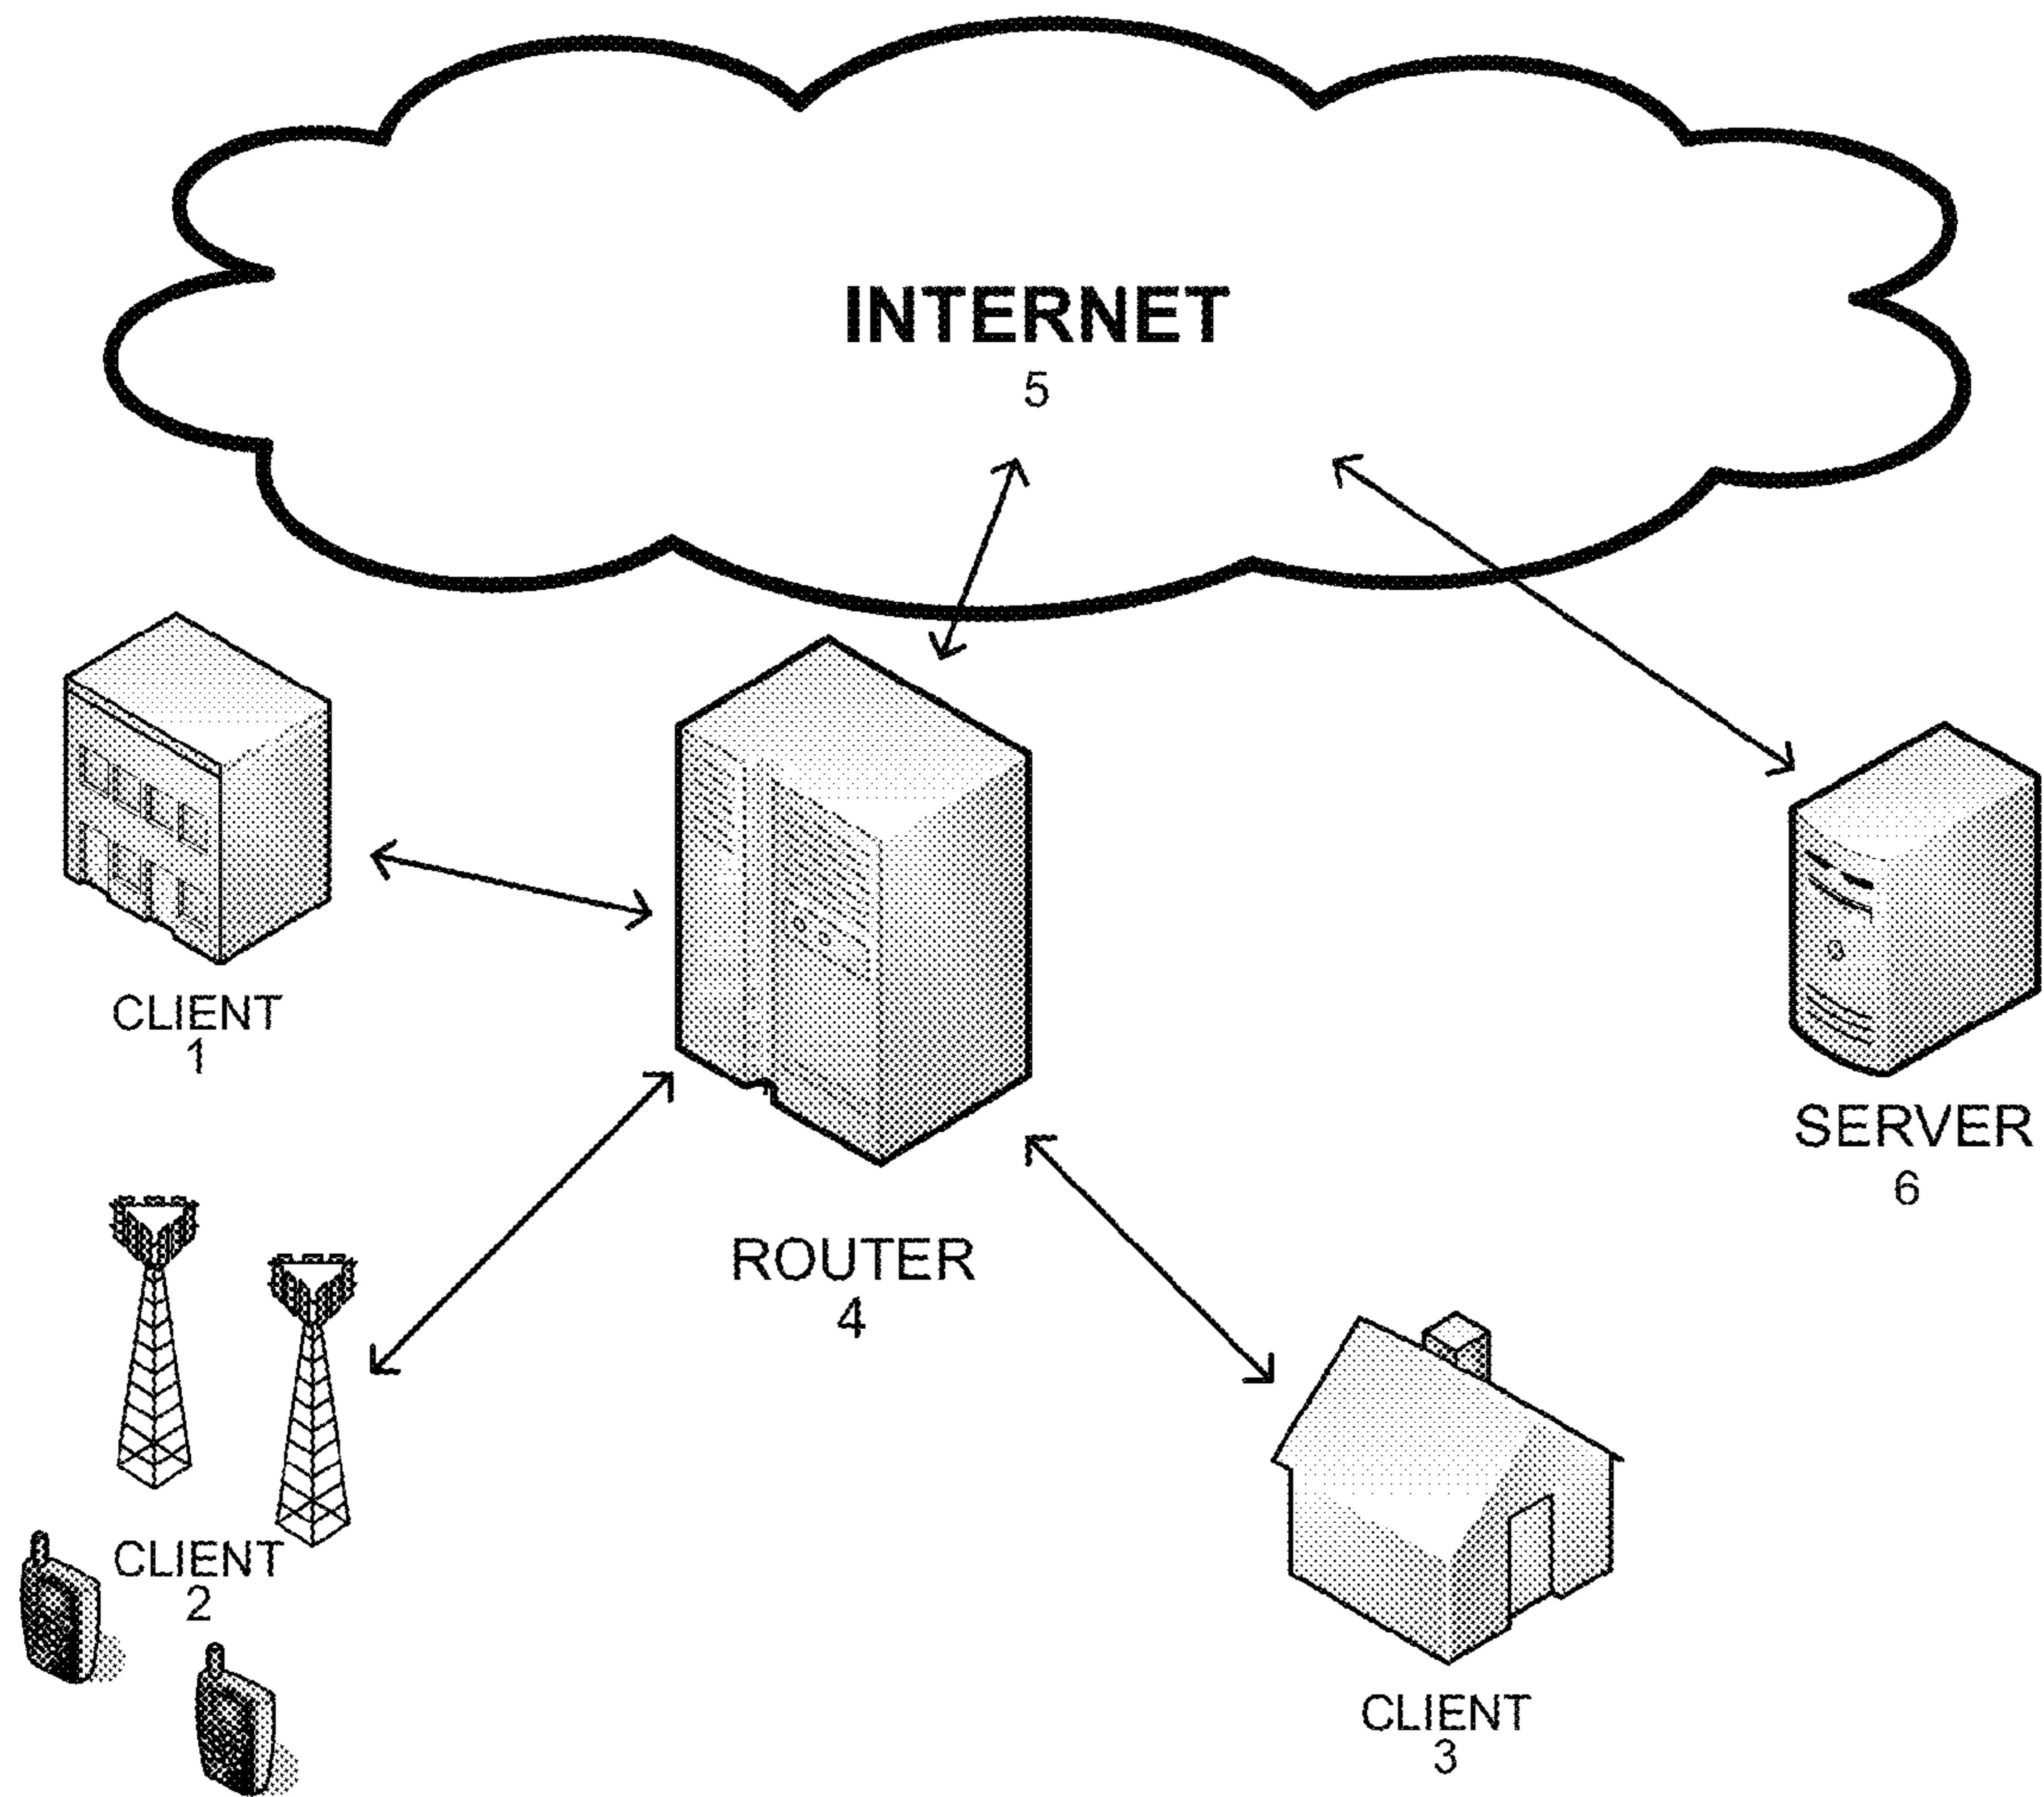 INTERNET
5
CLIENT
1
SERVER
6
ROUTER
4
CLIENT
2
CLIENT
3